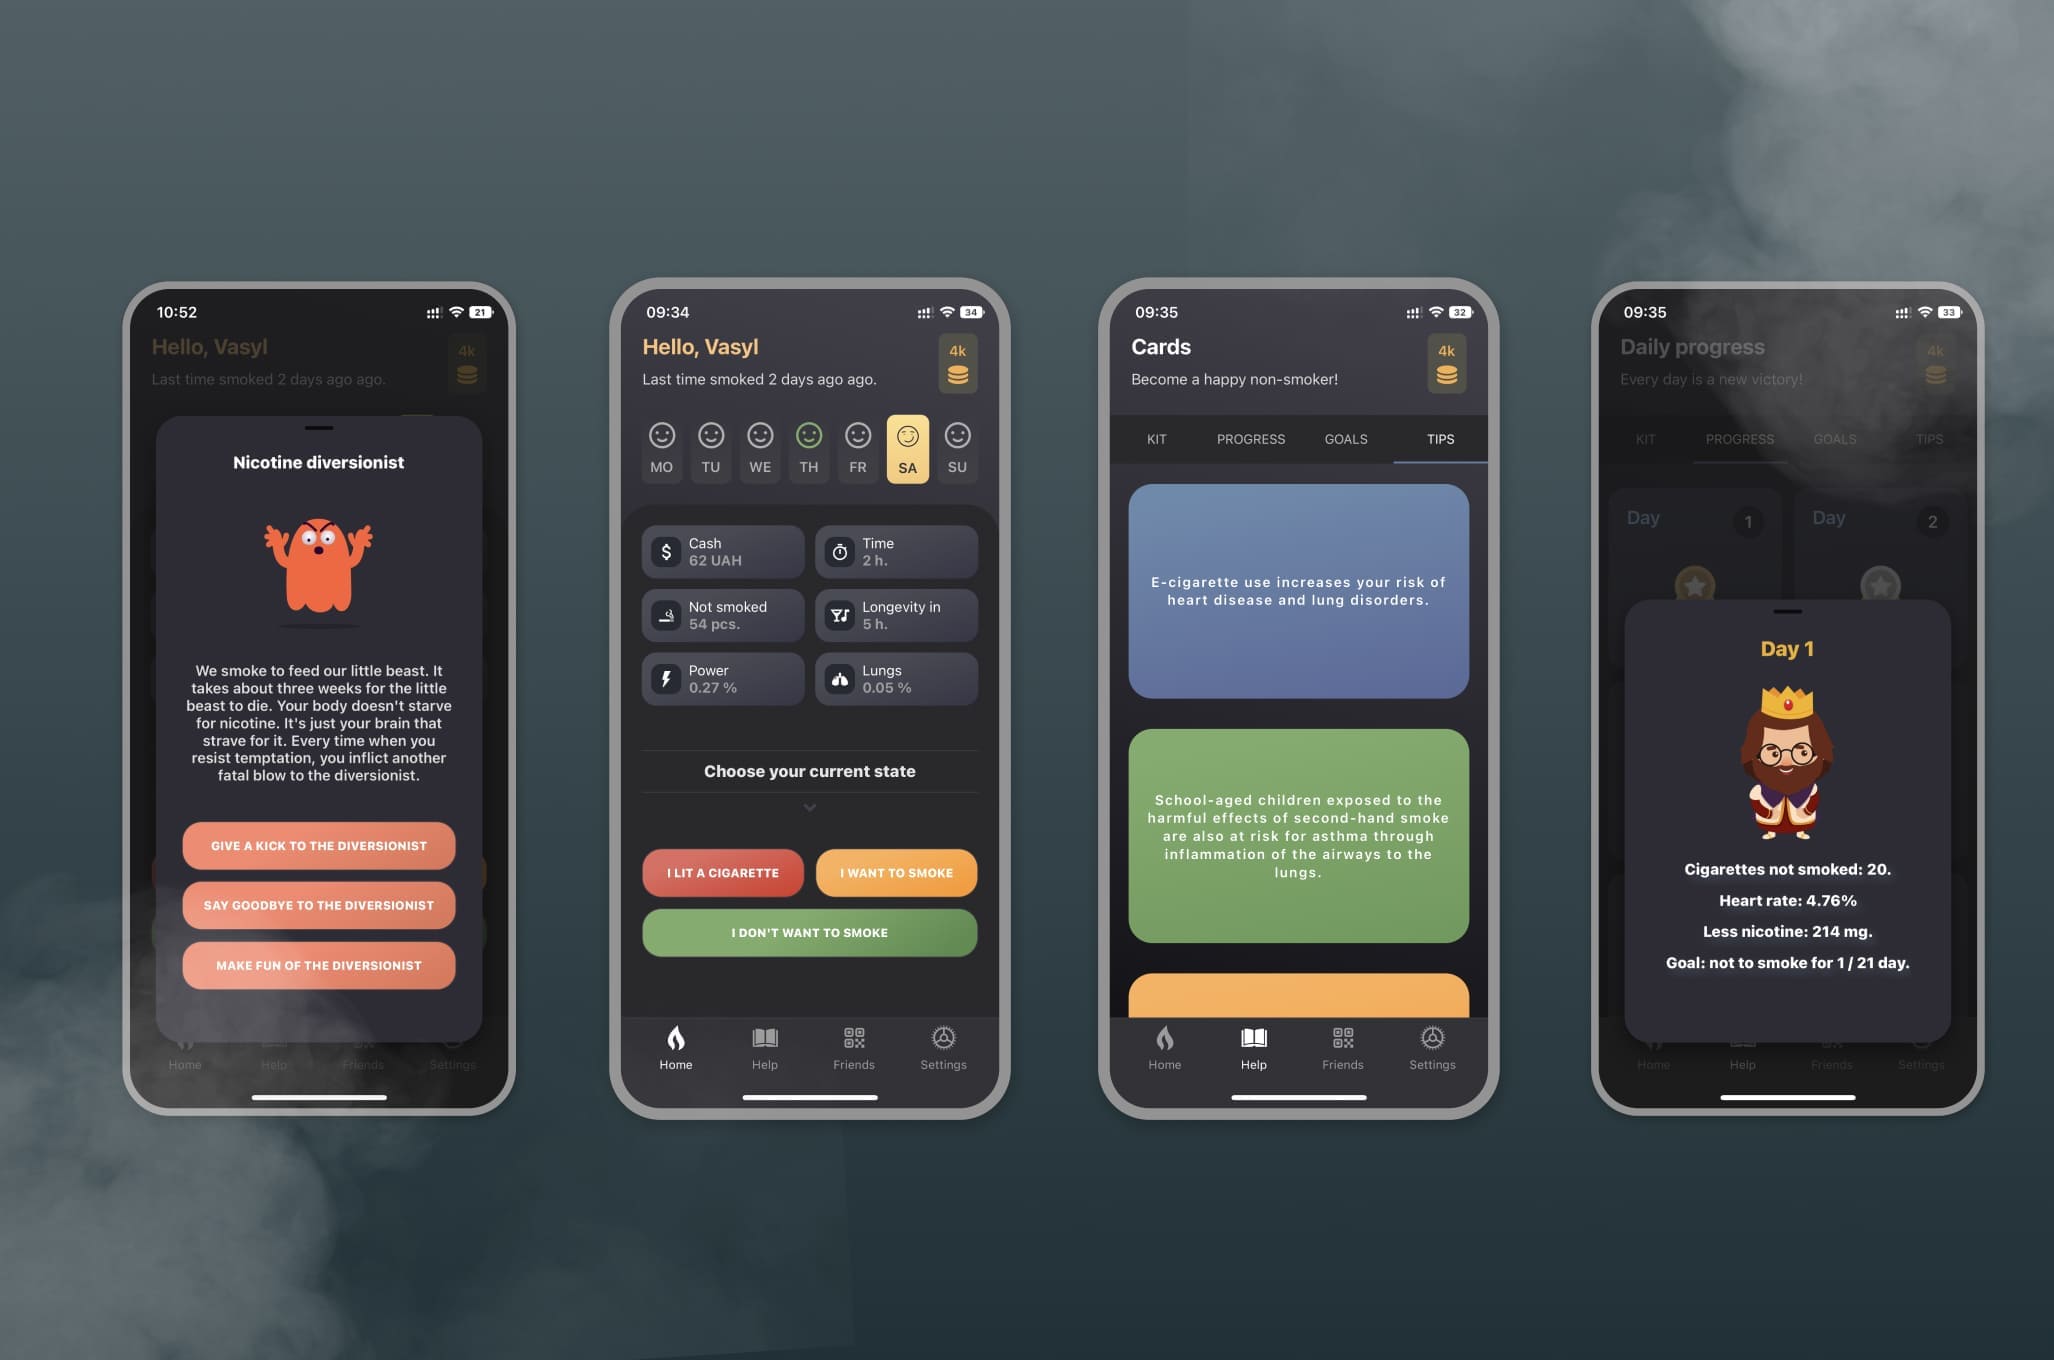 10:52
21
Hello, Vasyl
4k
Last time smoked 2 days ago ago.
Nicotine diversionist
We smoke to feed our little beast. It
takes about three weeks for the little
beast to die. Your body doesn't starve
for nicotine. It's just your brain that
strave for it. Every time when you
resist temptation, you inflict another
fatal blow to the diversionist.
GIVE A KICK TO THE DIVERSIONIST
SAY GOODBYE TO THE DIVERSIONIST
MAKE FUN OF THE DIVERSIONIST
Home Help Friends Settings
09:34
34
Hello, Vasyl
4k
Last time smoked 2 days ago ago.
MO TU WE TH FR SA SU
Cash
62 UAH
Time
2 h.
Not smoked
54 pcs.
Longevity in
5 h.
Power
0.27 %
Lungs
0.05 %
Choose your current state
I LIT A CIGARETTE
I WANT TO SMOKE
I DON'T WANT TO SMOKE
Home Help Friends Settings
09:35
32
Cards
4k
Become a happy non-smoker!
KIT PROGRESS GOALS TIPS
E-cigarette use increases your risk of
heart disease and lung disorders.
School-aged children exposed to the
harmful effects of second-hand smoke
are also at risk for asthma through
inflammation of the airways to the
lungs.
Home Help Friends Settings
09:35
33
Daily progress
4k
Every day is a new victory!
KIT PROGRESS GOALS TIPS
Day 1
Day 2
Day 1
Cigarettes not smoked: 20.
Heart rate: 4.76%
Less nicotine: 214 mg.
Goal: not to smoke for 1 / 21 day.
Home Help Friends Settings